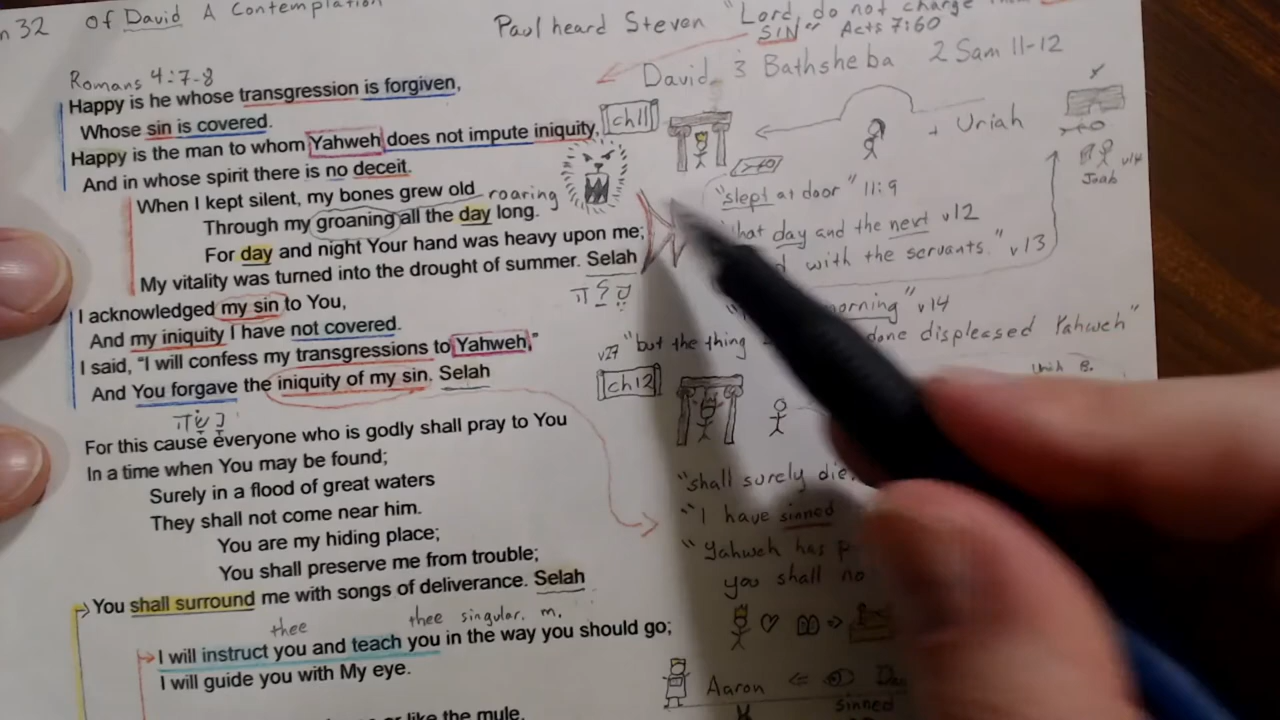 n 32 Of David A Contemplation
Paul heard Steven "Lord, do not charge
SIN" Acts 7:60
David 3 Bathsheba 2 Sam 11-12
Romans 4:7-8
Happy is he whose transgression is forgiven,
Whose sin is covered.
Happy is the man to whom Yahweh does not impute iniquity,
And in whose spirit there is no deceit.
When I kept silent, my bones grew old roaring
Through my groaning all the day long.
For day and night Your hand was heavy upon me;
My vitality was turned into the drought of summer. Selah
I acknowledged my sin to You,
And my iniquity I have not covered.
I said, "I will confess my transgressions to Yahweh,"
And You forgave the iniquity of my sin. Selah
For this cause everyone who is godly shall pray to You
In a time when You may be found;
Surely in a flood of great waters
They shall not come near him.
You are my hiding place;
You shall preserve me from trouble;
You shall surround me with songs of deliverance. Selah
thee thee singular. m.
I will instruct you and teach you in the way you should go;
I will guide you with My eye.
or like the mule,
ch11
+ Uriah
Joab v14
"slept at door" 11:9
hat day and the next v12
d with the servants." v13
orning" v14
v27 "but the thing done displeased Yahweh"
ch12
"shall surely die
"I have sinned
"Yahweh has p
you shall no
Aaron
sinned